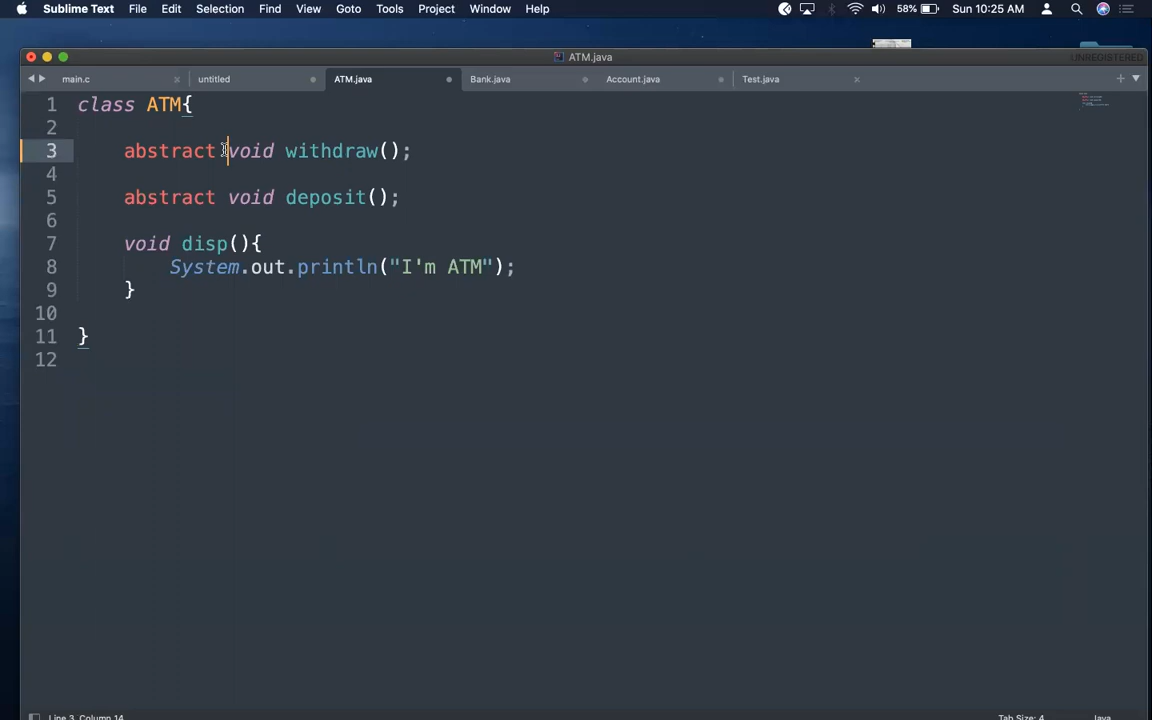 Sublime Text File Edit Selection Find View Goto Tools Project Window Help 58% Sun 10:25 AM
ATM.java UNREGISTERED
main.c untitled ATM.java Bank.java Account.java Test.java
1 class ATM{
2
3 abstract void withdraw();
4
5 abstract void deposit();
6
7 void disp(){
8 System.out.println("I'm ATM");
9 }
10
11 }
12
Line 3, Column 14 Tab Size: 4 Java